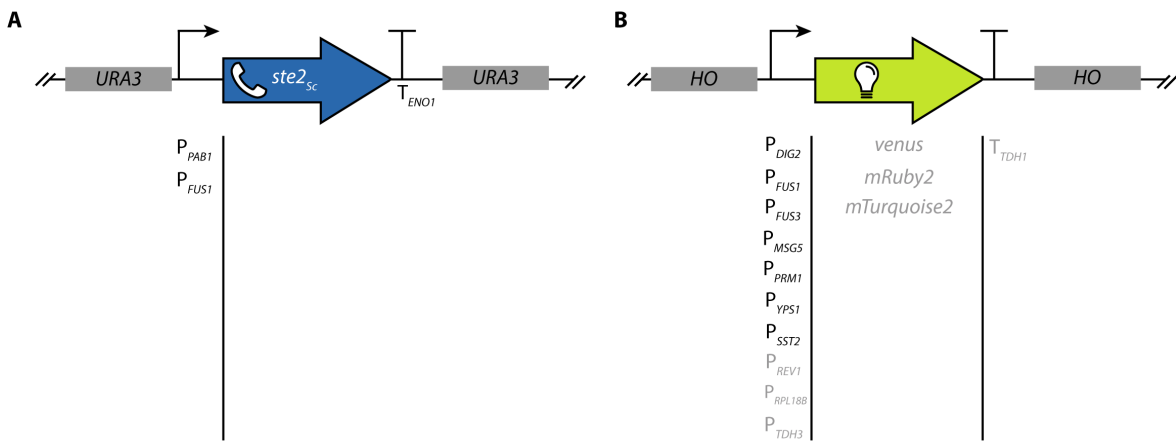 A
URA3
ste2Sc
TENO1
URA3
PPAB1
PFUS1
B
HO
HO
PDIG2
venus
TTDH1
PFUS1
mRuby2
PFUS3
mTurquoise2
PMSG5
PPRM1
PYPS1
PSST2
PREV1
PRPL18B
PTDH3